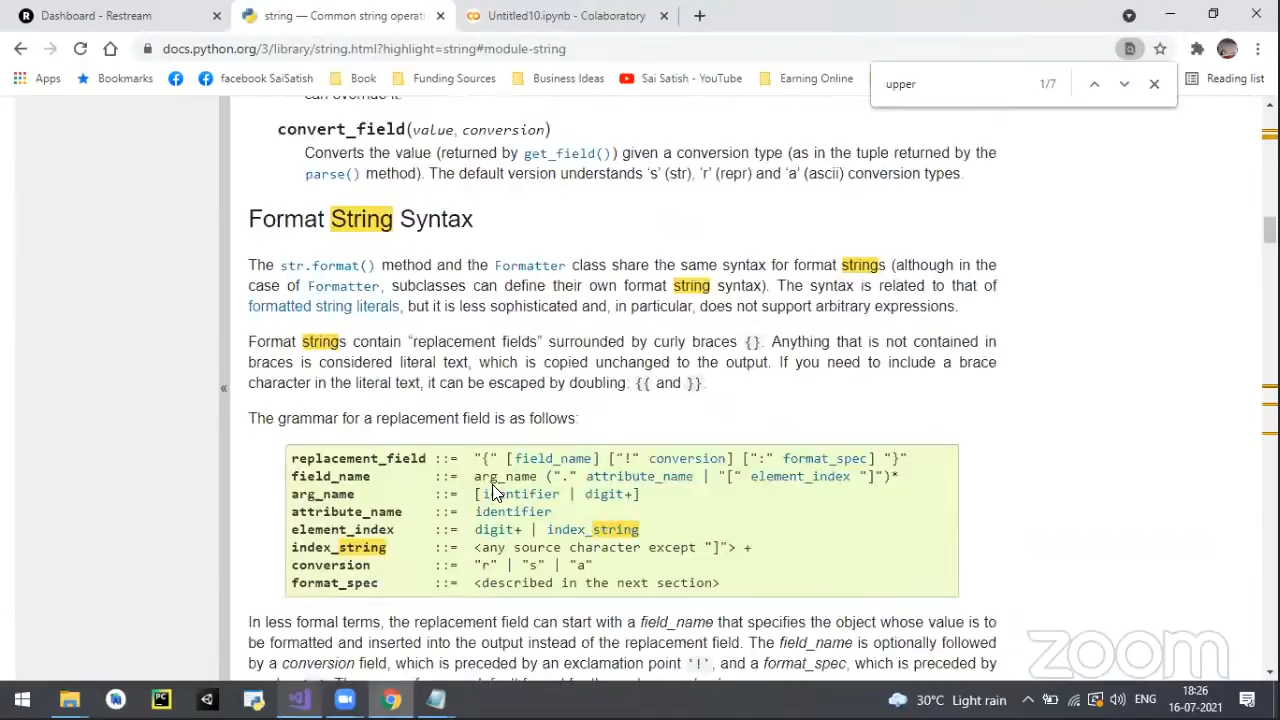 Dashboard - Restream
string — Common string operat
Untitled10.ipynb - Colaboratory
docs.python.org/3/library/string.html?highlight=string#module-string
Apps
Bookmarks
facebook SaiSatish
Book
Funding Sources
Business Ideas
Sai Satish - YouTube
Earning Online
Reading list
upper 1/7
can override it.
convert_field(value, conversion)
Converts the value (returned by get_field()) given a conversion type (as in the tuple returned by the
parse() method). The default version understands ‘s’ (str), ‘r’ (repr) and ‘a’ (ascii) conversion types.
Format String Syntax
The str.format() method and the Formatter class share the same syntax for format strings (although in the
case of Formatter, subclasses can define their own format string syntax). The syntax is related to that of
formatted string literals, but it is less sophisticated and, in particular, does not support arbitrary expressions.
Format strings contain “replacement fields” surrounded by curly braces {}. Anything that is not contained in
braces is considered literal text, which is copied unchanged to the output. If you need to include a brace
character in the literal text, it can be escaped by doubling: {{ and }}.
The grammar for a replacement field is as follows:
replacement_field ::= "{" [field_name] ["!" conversion] [":" format_spec] "}"
field_name ::= arg_name ("." attribute_name | "[" element_index "]")*
arg_name ::= [identifier | digit+]
attribute_name ::= identifier
element_index ::= digit+ | index_string
index_string ::= <any source character except "]"> +
conversion ::= "r" | "s" | "a"
format_spec ::= <described in the next section>
In less formal terms, the replacement field can start with a field_name that specifies the object whose value is to
be formatted and inserted into the output instead of the replacement field. The field_name is optionally followed
by a conversion field, which is preceded by an exclamation point '!', and a format_spec, which is preceded by
zoom
30°C Light rain
ENG
18:26
16-07-2021